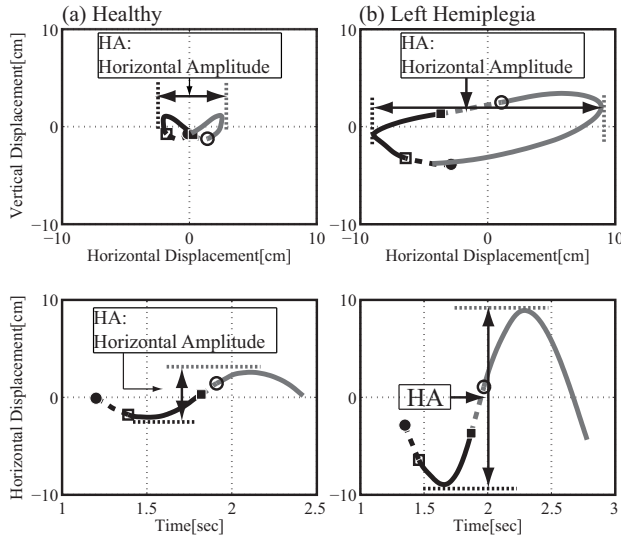 (a) Healthy
(b) Left Hemiplegia
Vertical Displacement[cm]
10
0
−10
HA:
Horizontal Amplitude
−10
0
10
Horizontal Displacement[cm]
10
0
−10
HA:
Horizontal Amplitude
−10
0
10
Horizontal Displacement[cm]
Horizontal Displacement[cm]
10
0
−10
HA:
Horizontal Amplitude
1
1.5
2
2.5
Time[sec]
10
0
−10
HA
1
1.5
2
2.5
3
Time[sec]